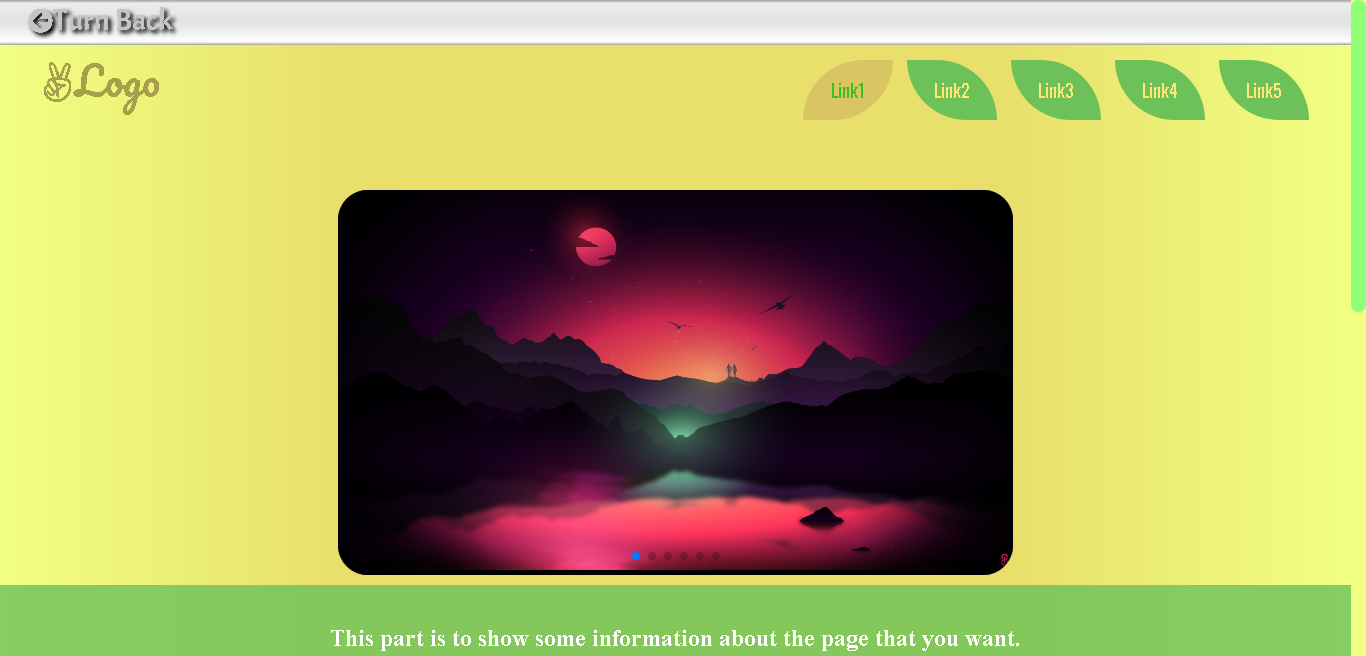 Turn Back
Logo
Link1 Link2 Link3 Link4 Link5
This part is to show some information about the page that you want.